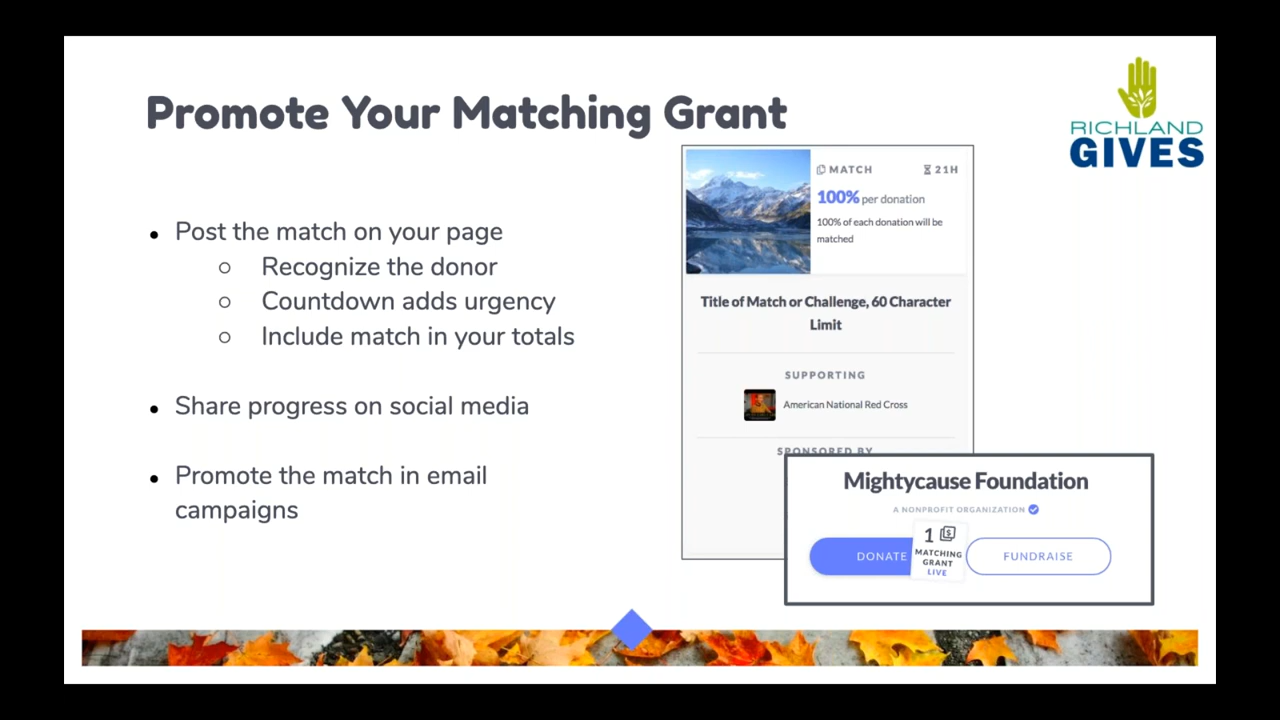 Promote Your Matching Grant
RICHLAND
GIVES
Post the match on your page
Recognize the donor
Countdown adds urgency
Include match in your totals
Share progress on social media
Promote the match in email
campaigns
MATCH 21H
100% per donation
100% of each donation will be
matched
Title of Match or Challenge, 60 Character
Limit
SUPPORTING
American National Red Cross
SPONSORED BY
Mightycause Foundation
A NONPROFIT ORGANIZATION
DONATE
1
MATCHING
GRANT
LIVE
FUNDRAISE